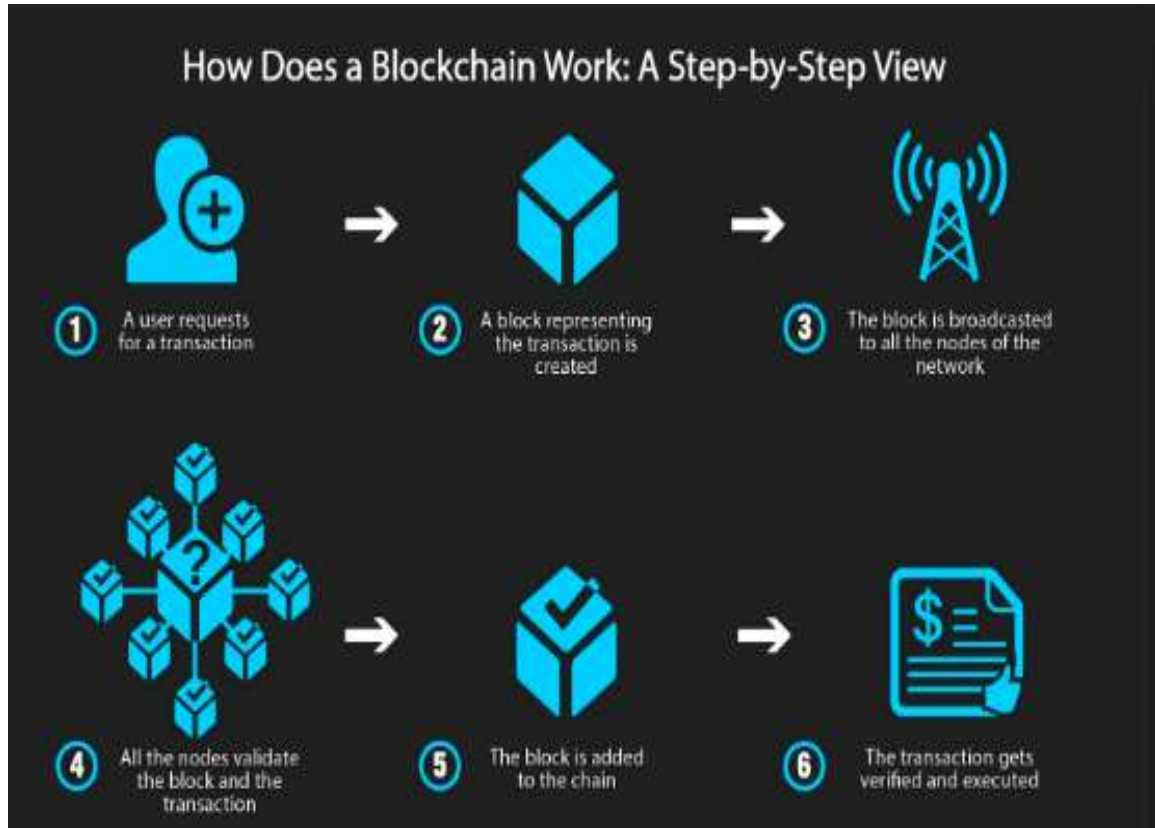 How Does a Blockchain Work: A Step-by-Step View
1
A user requests
for a transaction
2
A block representing
the transaction is
created
3
The block is broadcasted
to all the nodes of the
network
4
All the nodes validate
the block and the
transaction
5
The block is added
to the chain
6
The transaction gets
verified and executed